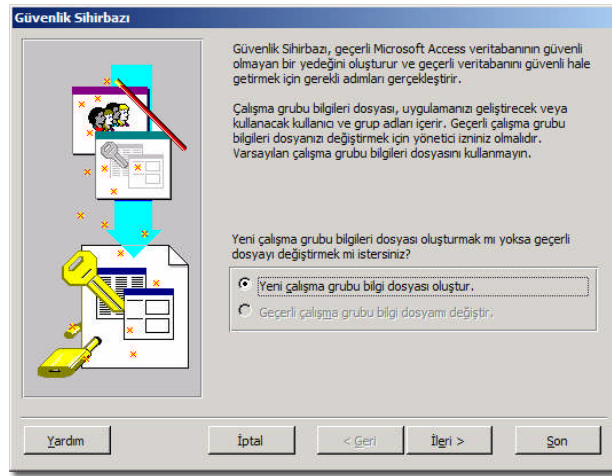 Güvenlik Sihirbazı
Güvenlik Sihirbazı, geçerli Microsoft Access veritabanının güvenli
olmayan bir yedeğini oluşturur ve geçerli veritabanını güvenli hale
getirmek için gerekli adımları gerçekleştirir.
Çalışma grubu bilgileri dosyası, uygulamanızı geliştirecek veya
kullanacak kullanıcı ve grup adları içerir. Geçerli çalışma grubu
bilgileri dosyanızı değiştirmek için yönetici izniniz olmalıdır.
Varsayılan çalışma grubu bilgileri dosyasını kullanmayın.
Yeni çalışma grubu bilgileri dosyası oluşturmak mı yoksa geçerli
dosyayı değiştirmek mi istersiniz?
Yeni çalışma grubu bilgi dosyası oluştur.
Geçerli çalışma grubu bilgi dosyamı değiştir.
Yardım
İptal
< Geri
İleri >
Son